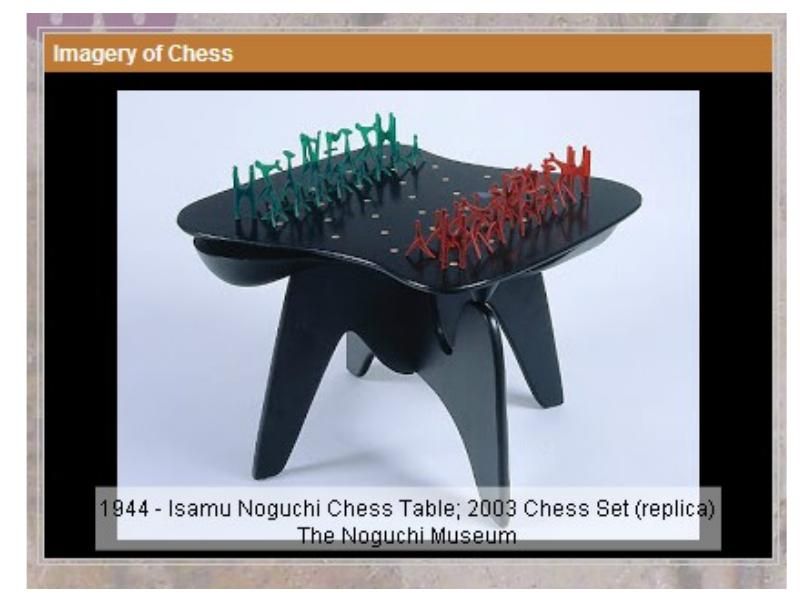 Imagery of Chess
1944 - Isamu Noguchi Chess Table; 2003 Chess Set (replica)
The Noguchi Museum